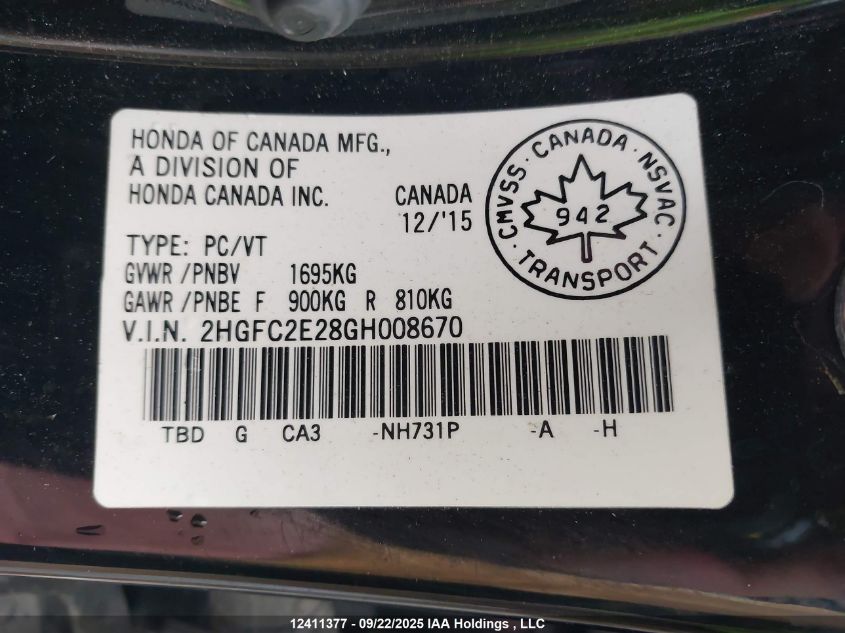 HONDA OF CANADA MFG.,
A DIVISION OF
HONDA CANADA INC. CANADA
12/'15
CMVSS · CANADA · NSVAC · TRANSPORT ·
942
TYPE: PC/VT
GVWR /PNBV 1695KG
GAWR /PNBE F 900KG R 810KG
V.I.N. 2HGFC2E28GH008670
TBD G CA3 -NH731P -A -H
12411377 - 09/22/2025 IAA Holdings , LLC